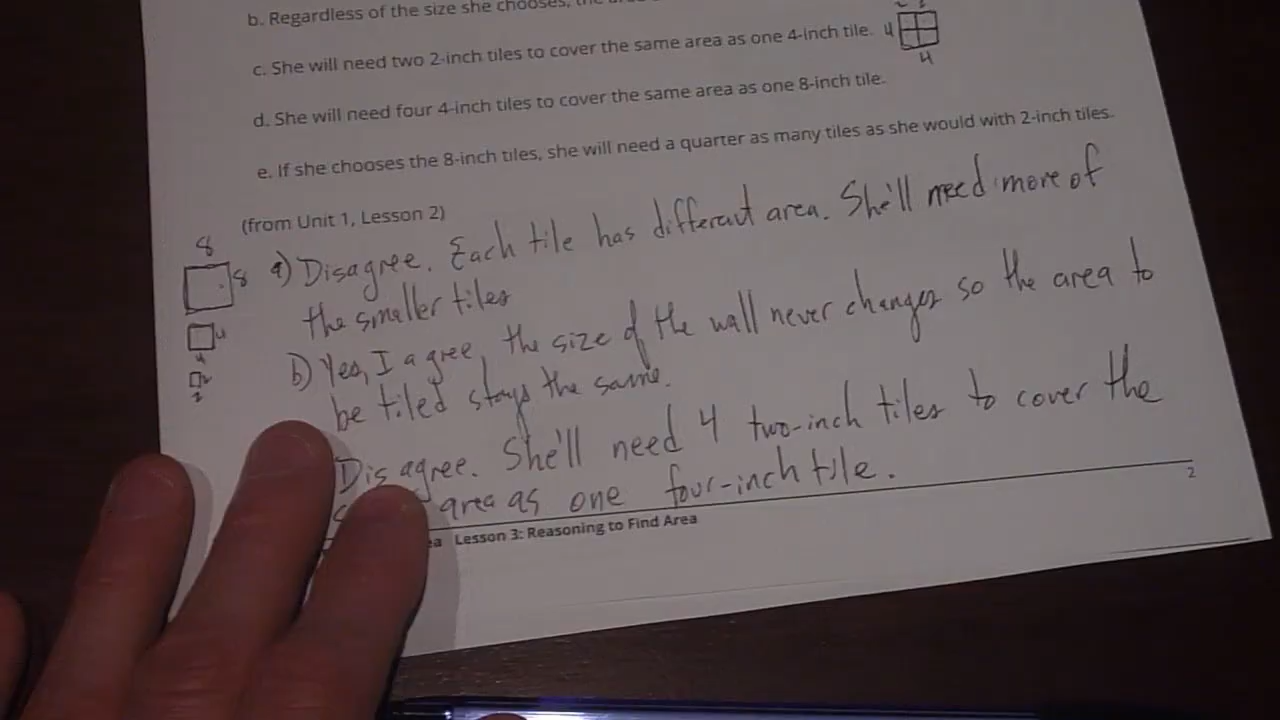 b. Regardless of the size she chooses, the area
c. She will need two 2-inch tiles to cover the same area as one 4-inch tile. 4
4
d. She will need four 4-inch tiles to cover the same area as one 8-inch tile.
e. If she chooses the 8-inch tiles, she will need a quarter as many tiles as she would with 2-inch tiles.
(from Unit 1, Lesson 2)
8
8
4
4
2
2
a) Disagree. Each tile has different area. She'll need more of
the smaller tiles
b) Yes, I agree, the size of the wall never changes so the area to
be tiled stays the same.
Disagree. She'll need 4 two-inch tiles to cover the
area as one four-inch tile.
2
Lesson 3: Reasoning to Find Area